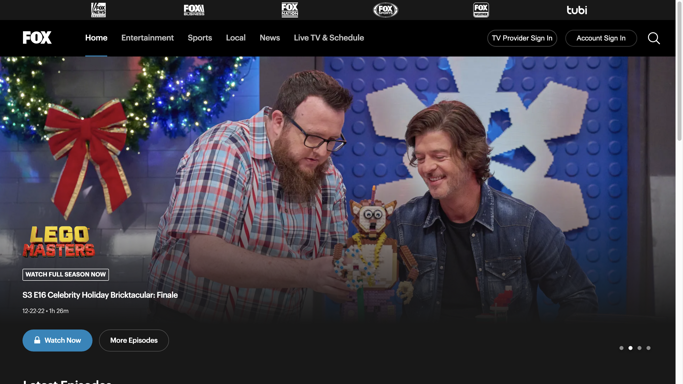 FOX NEWS
FOX BUSINESS
FOX NATION
FOX SPORTS
FOX WEATHER
tubi
FOX
Home
Entertainment
Sports
Local
News
Live TV & Schedule
TV Provider Sign In
Account Sign In
LEGO
MASTERS
WATCH FULL SEASON NOW
S3 E16 Celebrity Holiday Bricktacular: Finale
12-22-22 • 1h 26m
Watch Now
More Episodes
Latest Episodes